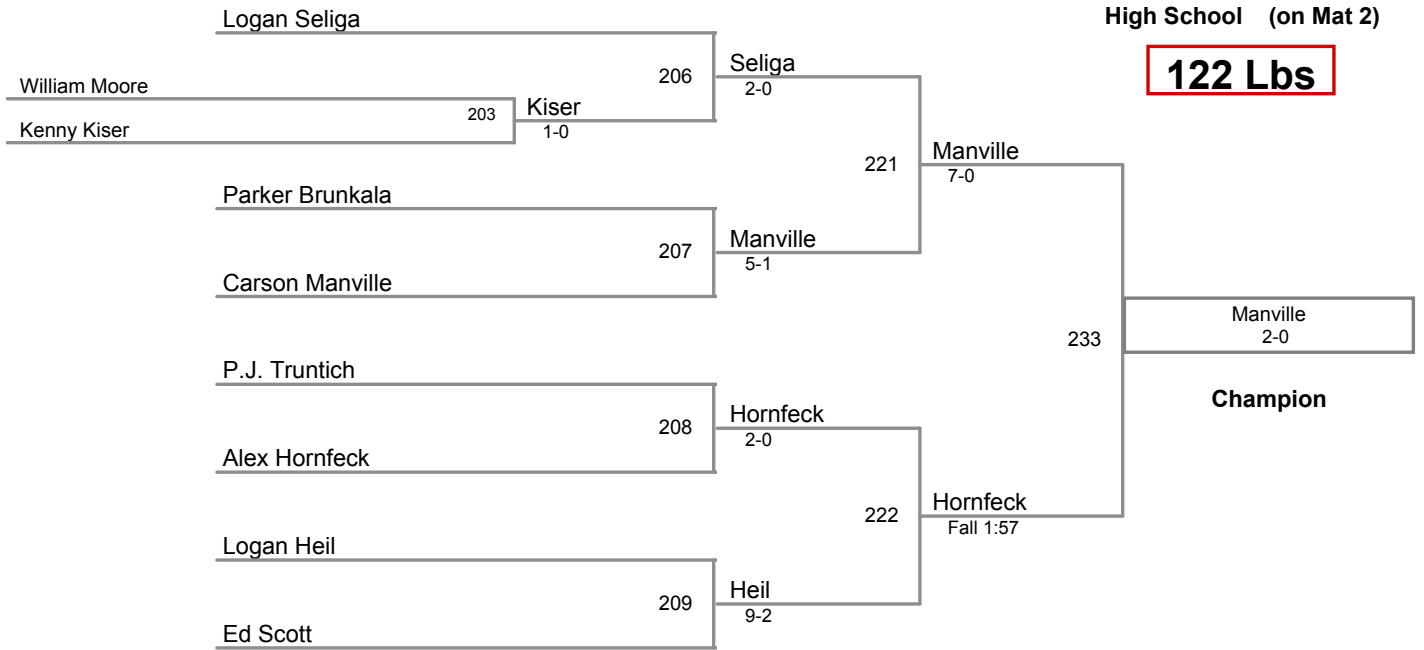 Logan Seliga
High School (on Mat 2)
122 Lbs
William Moore
Kenny Kiser
203
Kiser
1-0
206
Seliga
2-0
Parker Brunkala
Carson Manville
207
Manville
5-1
221
Manville
7-0
P.J. Truntich
Alex Hornfeck
208
Hornfeck
2-0
Logan Heil
Ed Scott
209
Heil
9-2
222
Hornfeck
Fall 1:57
233
Manville
2-0
Champion